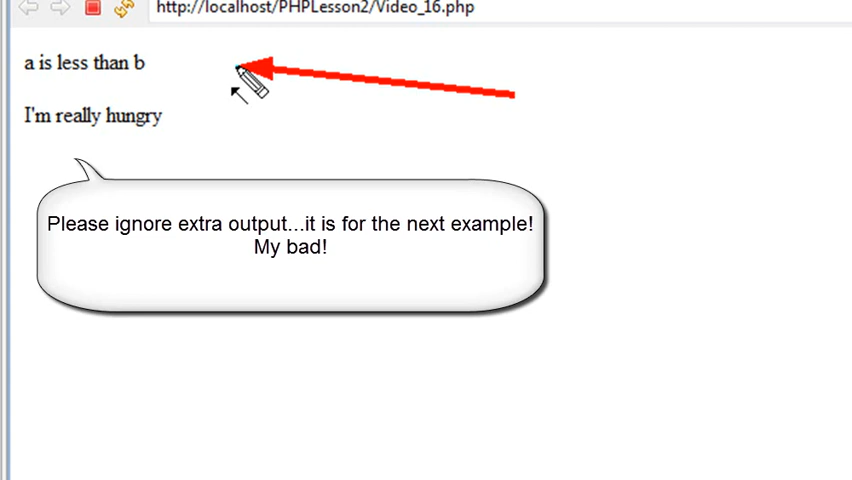 http://localhost/PHPLesson2/Video_16.php
a is less than b
I'm really hungry
Please ignore extra output...it is for the next example!
My bad!